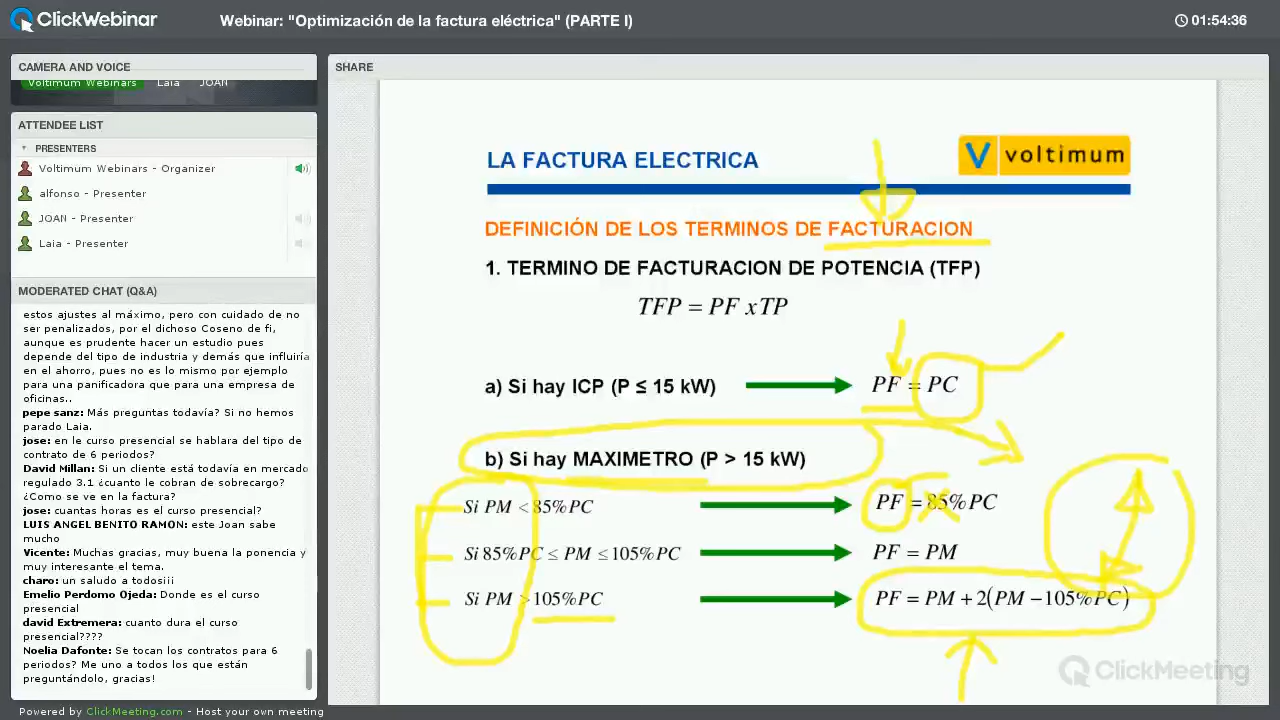 ClickWebinar
Webinar: "Optimización de la factura eléctrica" (PARTE I)
01:54:36
CAMERA AND VOICE
Voltimum Webinars Laia JOAN
ATTENDEE LIST
PRESENTERS
Voltimum Webinars - Organizer
alfonso - Presenter
JOAN - Presenter
Laia - Presenter
MODERATED CHAT (Q&A)
al máximo, pero con cuidado de no
ser penalizados, por el dichoso Coseno de fi,
aunque es prudente hacer un estudio pues
depende del tipo de industria y demás que influiría
en el ahorro, pues no es lo mismo por ejemplo
para una panificadora que para una empresa de
oficinas..
pepe sanz: Más preguntas todavía? Si no hemos
parado Laia.
jose: en le curso presencial se hablara del tipo de
contrato de 6 periodos?
David Villan: Si un cliente está todavía en mercado
regulado 3.1 ¿cuanto le cobran de sobrecargo?
¿Como se ve en la factura?
jose: cuantas horas es el curso presencial?
LUIS ANGEL BENITO RAMON: este Joan sabe
mucho
Vicente: Muchas gracias, muy buena la ponencia y
muy interesante el tema.
charo: un saludo a todos¡¡¡
Emelio Perdomo Ojeda: Donde es el curso
presencial
david Extremera: cuanto dura el curso
presencial????
Noelia Dafonte: Se tocan los contratos para 6
periodos? Me uno a todos los que están
preguntándolo, gracias!
Powered by ClickMeeting.com - Host your own meeting
SHARE
LA FACTURA ELECTRICA
V voltimum
DEFINICIÓN DE LOS TERMINOS DE FACTURACION
1. TERMINO DE FACTURACION DE POTENCIA (TFP)
TFP = PF xTP
a) Si hay ICP (P ≤ 15 kW) PF = PC
b) Si hay MAXIMETRO (P > 15 kW)
Si PM < 85%PC PF = 85%PC
Si 85%PC ≤ PM ≤ 105%PC PF = PM
Si PM > 105%PC PF = PM + 2(PM − 105%PC)
ClickMeeting